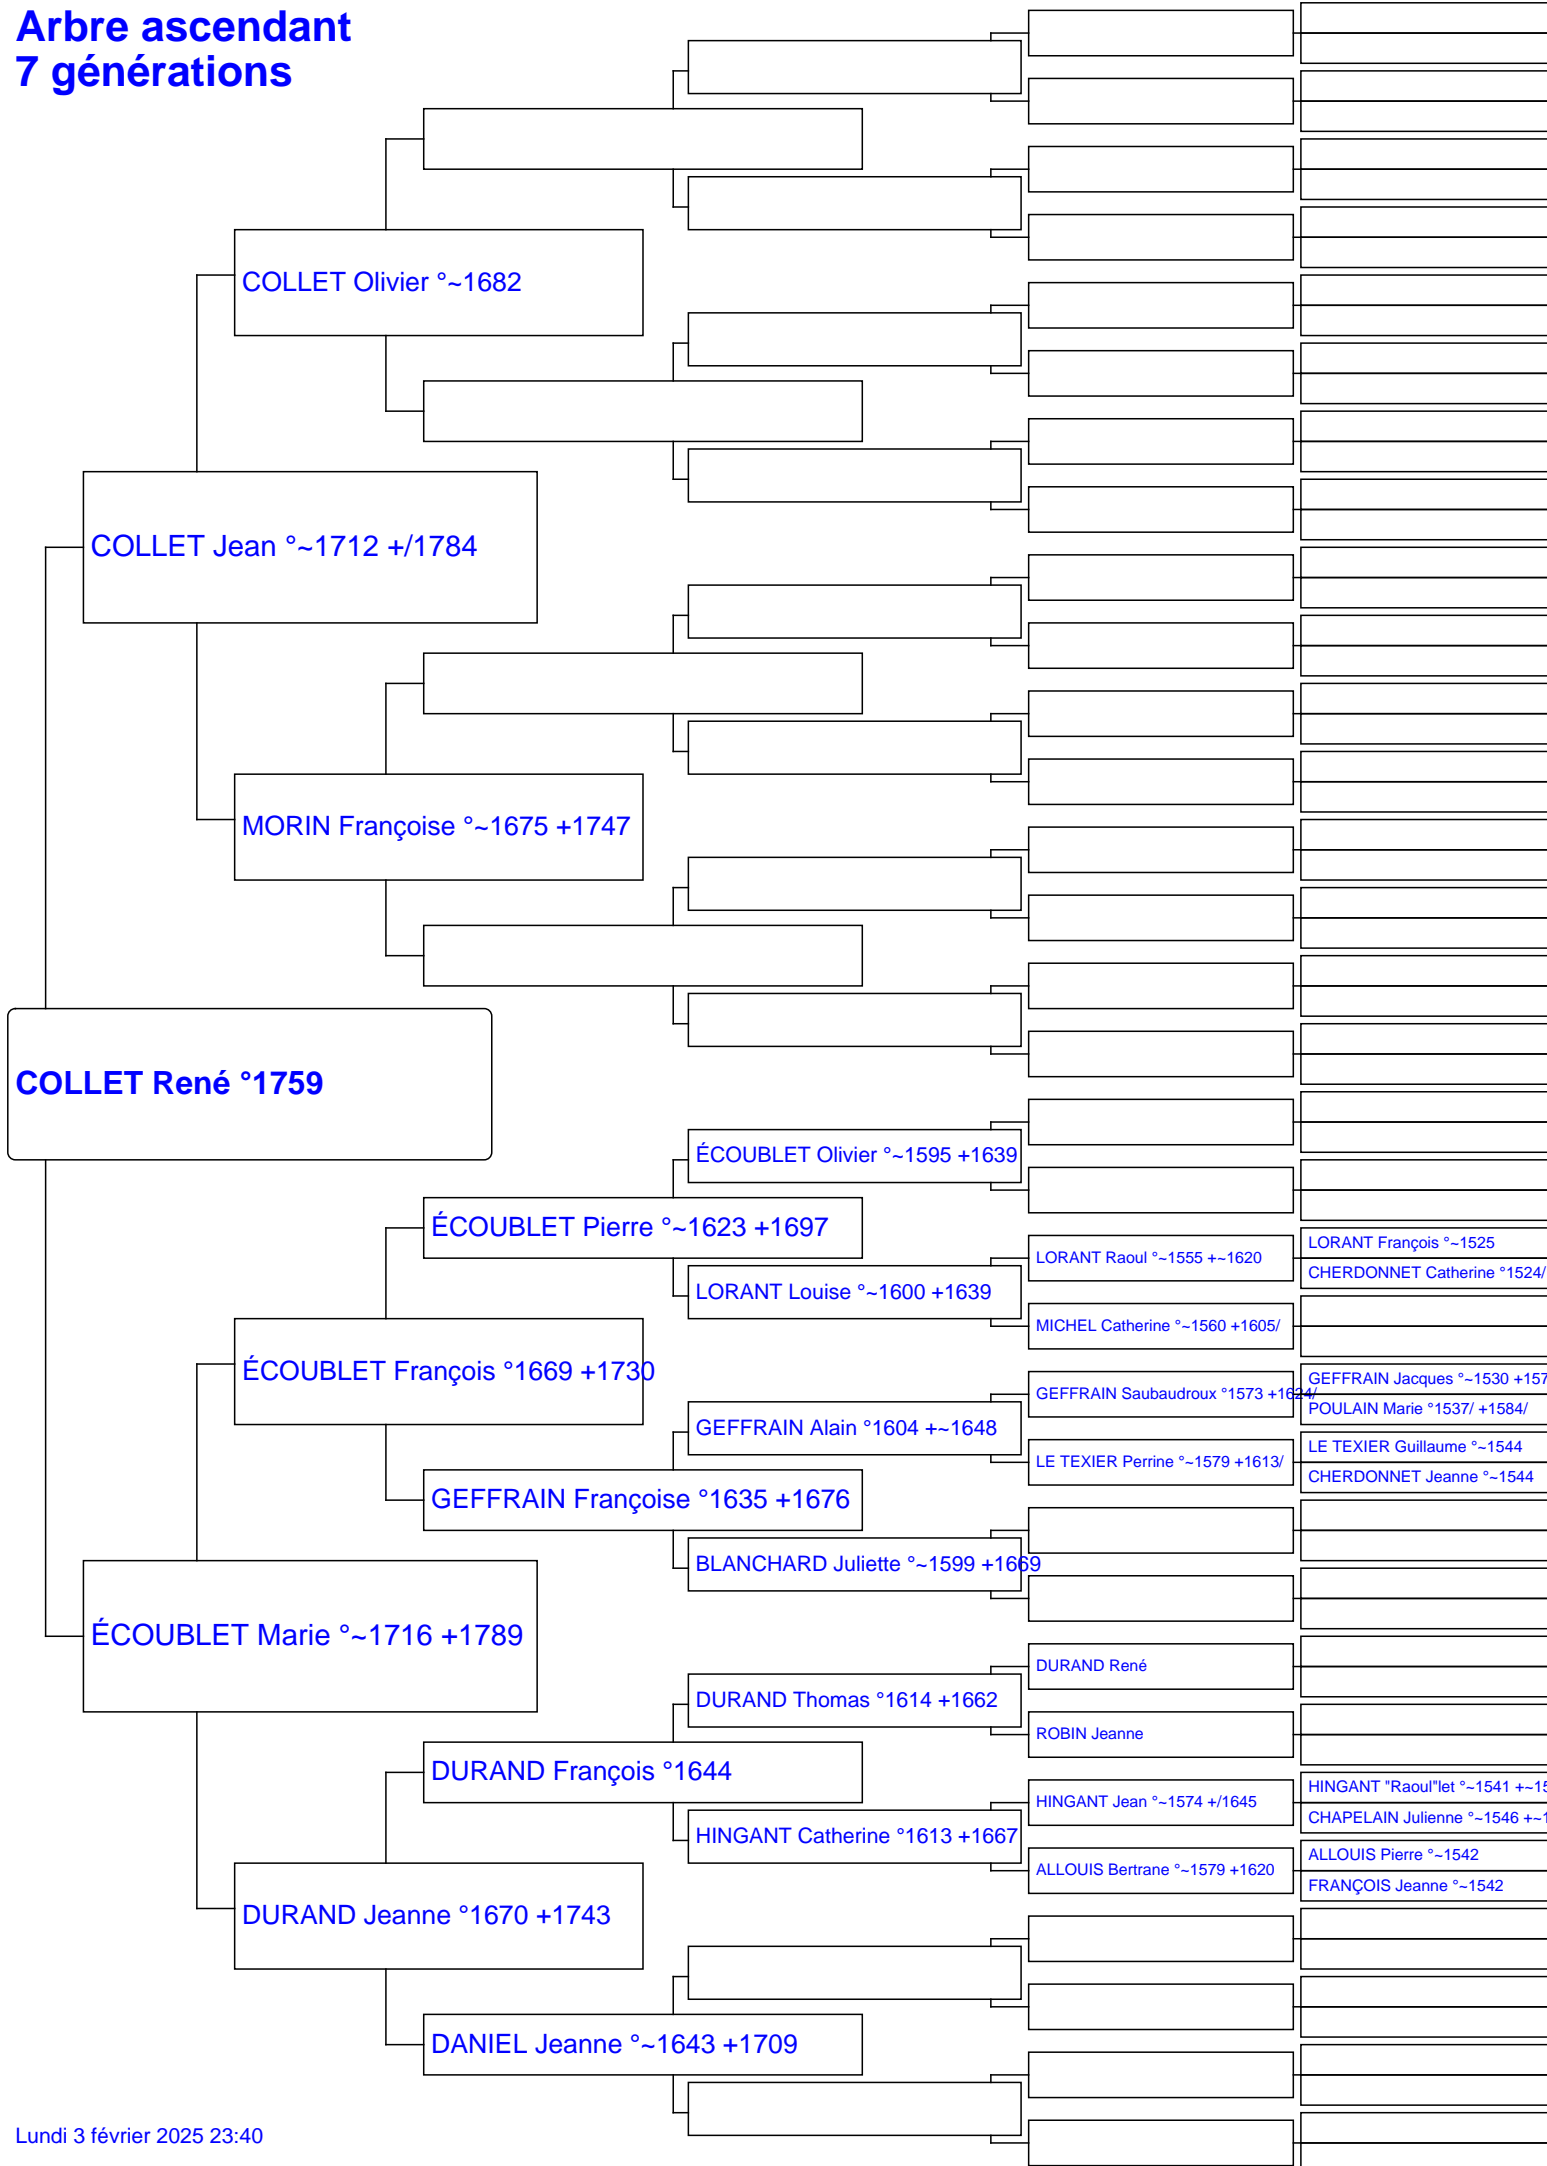 Arbre ascendant
7 générations
COLLET Olivier °~1682
COLLET Jean °~1712 +/1784
MORIN Françoise °~1675 +1747
COLLET René °1759
ÉCOUBLET Olivier °~1595 +1639
ÉCOUBLET Pierre °~1623 +1697
LORANT François °~1525
LORANT Raoul °~1555 +~1620
CHERDONNET Catherine °1524/
LORANT Louise °~1600 +1639
MICHEL Catherine °~1560 +1605/
ÉCOUBLET François °1669 +1730
GEFFRAIN Jacques °~1530 +157
GEFFRAIN Saubaudroux °1573 +1624/
POULAIN Marie °1537/ +1584/
GEFFRAIN Alain °1604 +~1648
LE TEXIER Guillaume °~1544
LE TEXIER Perrine °~1579 +1613/
CHERDONNET Jeanne °~1544
GEFFRAIN Françoise °1635 +1676
BLANCHARD Juliette °~1599 +1669
ÉCOUBLET Marie °~1716 +1789
DURAND René
DURAND Thomas °1614 +1662
ROBIN Jeanne
DURAND François °1644
HINGANT "Raoul"let °~1541 +~15
HINGANT Jean °~1574 +/1645
CHAPELAIN Julienne °~1546 +~1
HINGANT Catherine °1613 +1667
ALLOUIS Pierre °~1542
ALLOUIS Bertrane °~1579 +1620
FRANÇOIS Jeanne °~1542
DURAND Jeanne °1670 +1743
DANIEL Jeanne °~1643 +1709
Lundi 3 février 2025 23:40